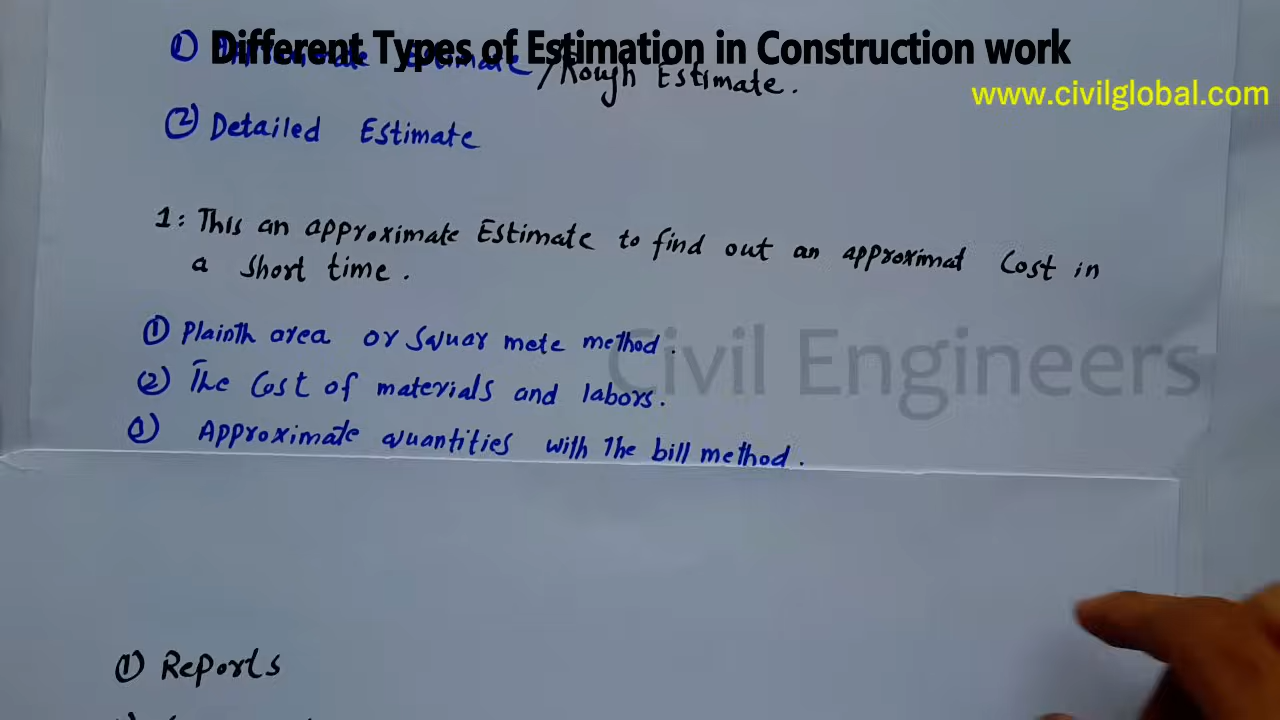 Different Types of Estimation in Construction work
① Estimate /Rough Estimate.
www.civilglobal.com
② Detailed Estimate
1: This an approximate Estimate to find out an approximat Cost in
a short time.
① Plainth area or Squar mete method.
② The Cost of materials and labors.
Approximate quantities with the bill method.
Civil Engineers
① Reports